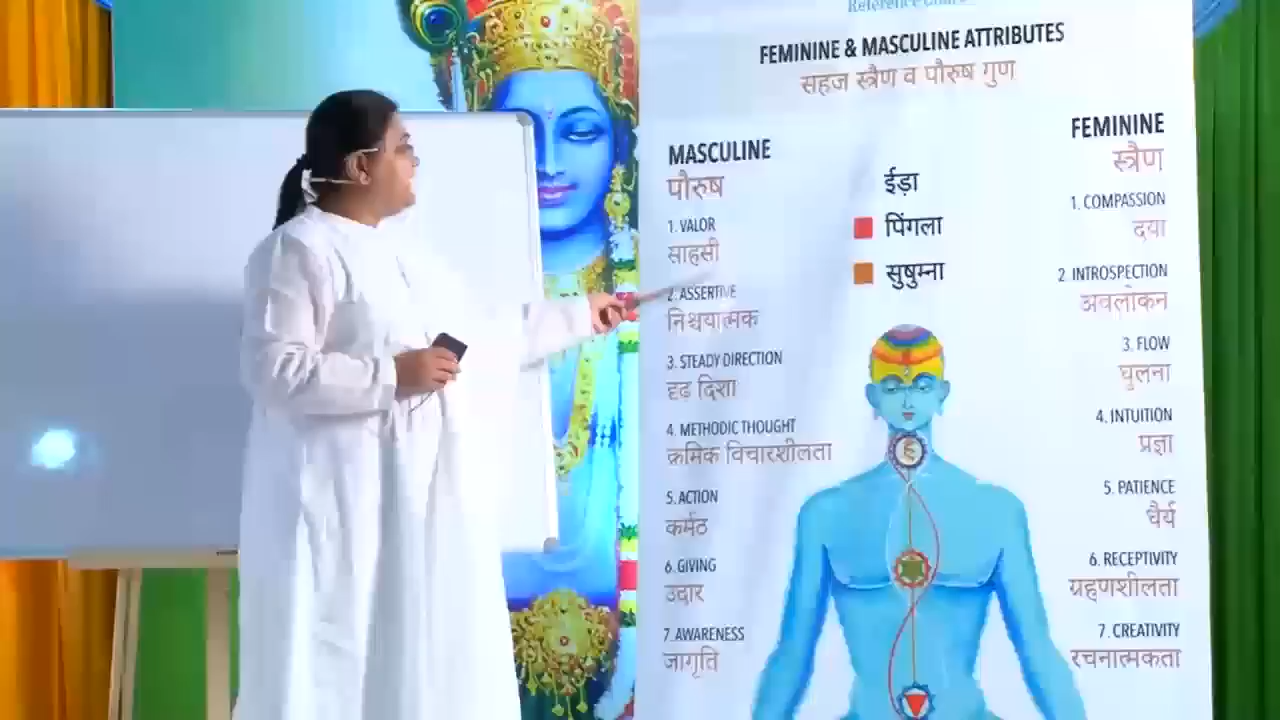 Reference Chart
FEMININE & MASCULINE ATTRIBUTES
सहज स्त्रैण व पौरुष गुण
MASCULINE
पौरुष
1. VALOR
साहसी
2. ASSERTIVE
निश्चयात्मक
3. STEADY DIRECTION
दृढ दिशा
4. METHODIC THOUGHT
क्रमिक विचारशीलता
5. ACTION
कर्मठ
6. GIVING
उदार
7. AWARENESS
जागृति
ईड़ा
पिंगला
सुषुम्ना
ह
FEMININE
स्त्रैण
1. COMPASSION
दया
2. INTROSPECTION
अवलोकन
3. FLOW
घुलना
4. INTUITION
प्रज्ञा
5. PATIENCE
धैर्य
6. RECEPTIVITY
ग्रहणशीलता
7. CREATIVITY
रचनात्मकता